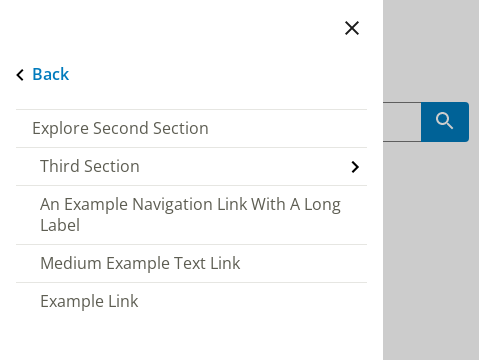 Back
Explore Second Section
Third Section
An Example Navigation Link With A Long
Label
Medium Example Text Link
Example Link